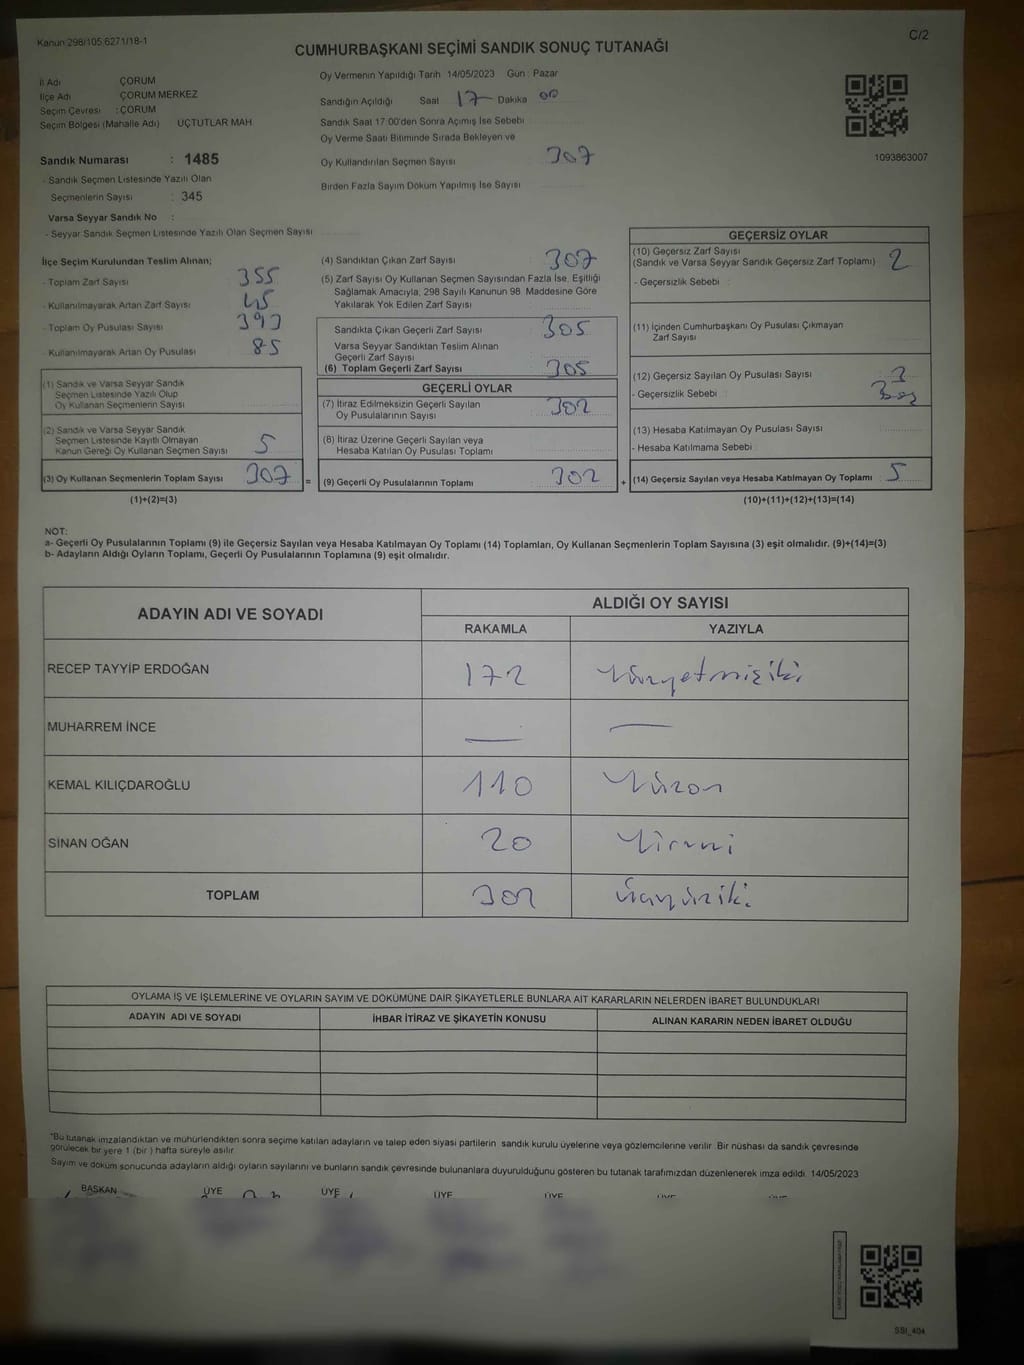 Kanun:298/105;6271/18-1
C/2
CUMHURBAŞKANI SEÇİMİ SANDIK SONUÇ TUTANAĞI
İl Adı ÇORUM
İlçe Adı ÇORUM MERKEZ
Seçim Çevresi : ÇORUM
Seçim Bölgesi (Mahalle Adı) UÇTUTLAR MAH
Sandık Numarası : 1485
- Sandık Seçmen Listesinde Yazılı Olan
Seçmenlerin Sayısı : 345
Varsa Seyyar Sandık No :
- Seyyar Sandık Seçmen Listesinde Yazılı Olan Seçmen Sayısı
Oy Vermenin Yapıldığı Tarih 14/05/2023 Gün : Pazar
Sandığın Açıldığı Saat 17 Dakika 00
Sandık Saat 17:00'den Sonra Açımış İse Sebebi
Oy Verme Saati Bitiminde Sırada Bekleyen ve
Oy Kullandırılan Seçmen Sayısı 307
Birden Fazla Sayım Döküm Yapılmış İse Sayısı
1093863007
İlçe Seçim Kurulundan Teslim Alınan;
- Toplam Zarf Sayısı 355
- Kullanılmayarak Artan Zarf Sayısı 45
- Toplam Oy Pusulası Sayısı
- Kullanılmayarak Artan Oy Pusulası 85
(1) Sandık ve Varsa Seyyar Sandık
Seçmen Listesinde Yazılı Olup
Oy Kullanan Seçmenlerin Sayısı
(2) Sandık ve Varsa Seyyar Sandık
Seçmen Listesinde Kayıtlı Olmayan
Kanun Gereği Oy Kullanan Seçmen Sayısı 5
(3) Oy Kullanan Seçmenlerin Toplam Sayısı 307
(1)+(2)=(3)
(4) Sandıktan Çıkan Zarf Sayısı 307
(5) Zarf Sayısı Oy Kullanan Seçmen Sayısından Fazla İse, Eşitliği
Sağlamak Amacıyla, 298 Sayılı Kanunun 98. Maddesine Göre
Yakılarak Yok Edilen Zarf Sayısı
Sandıkta Çıkan Geçerli Zarf Sayısı 305
Varsa Seyyar Sandıktan Teslim Alınan
Geçerli Zarf Sayısı
(6) Toplam Geçerli Zarf Sayısı 305
GEÇERLİ OYLAR
(7) İtiraz Edilmeksizin Geçerli Sayılan
Oy Pusulalarının Sayısı 302
(8) İtiraz Üzerine Geçerli Sayılan veya
Hesaba Katılan Oy Pusulası Toplamı
= (9) Geçerli Oy Pusulalarının Toplamı 302
GEÇERSİZ OYLAR
(10) Geçersiz Zarf Sayısı
(Sandık ve Varsa Seyyar Sandık Geçersiz Zarf Toplamı) 2
- Geçersizlik Sebebi
(11) İçinden Cumhurbaşkanı Oy Pusulası Çıkmayan
Zarf Sayısı
(12) Geçersiz Sayılan Oy Pusulası Sayısı 3
- Geçersizlik Sebebi :
(13) Hesaba Katılmayan Oy Pusulası Sayısı
- Hesaba Katılmama Sebebi
+ (14) Geçersiz Sayılan veya Hesaba Katılmayan Oy Toplamı 5
(10)+(11)+(12)+(13)=(14)
NOT:
a- Geçerli Oy Pusulalarının Toplamı (9) ile Geçersiz Sayılan veya Hesaba Katılmayan Oy Toplamı (14) Toplamları, Oy Kullanan Seçmenlerin Toplam Sayısına (3) eşit olmalıdır. (9)+(14)=(3)
b- Adayların Aldığı Oyların Toplamı, Geçerli Oy Pusulalarının Toplamına (9) eşit olmalıdır.
ADAYIN ADI VE SOYADI
ALDIĞI OY SAYISI
RAKAMLA YAZIYLA
RECEP TAYYİP ERDOĞAN 172 Yüzyetmişiki
MUHARREM İNCE — —
KEMAL KILIÇDAROĞLU 110 Yüzon
SİNAN OĞAN 20 Yirmi
TOPLAM 302 Üçyüziki
OYLAMA İŞ VE İŞLEMLERİNE VE OYLARIN SAYIM VE DÖKÜMÜNE DAİR ŞİKAYETLERLE BUNLARA AİT KARARLARIN NELERDEN İBARET BULUNDUKLARI
ADAYIN ADI VE SOYADI İHBAR İTİRAZ VE ŞİKAYETİN KONUSU ALINAN KARARIN NEDEN İBARET OLDUĞU
*Bu tutanak imzalandıktan ve mühürlendikten sonra seçime katılan adayların ve talep eden siyasi partilerin sandık kurulu üyelerine veya gözlemcilerine verilir. Bir nüshası da sandık çevresinde
görülecek bir yere 1 (bir) hafta süreyle asılır.
Sayım ve döküm sonucunda adayların aldığı oyların sayılarını ve bunların sandık çevresinde bulunanlara duyurulduğunu gösteren bu tutanak tarafımızdan düzenlenerek imza edildi. 14/05/2023
BAŞKAN ÜYE ÜYE ÜYE ÜYE
SSI_404